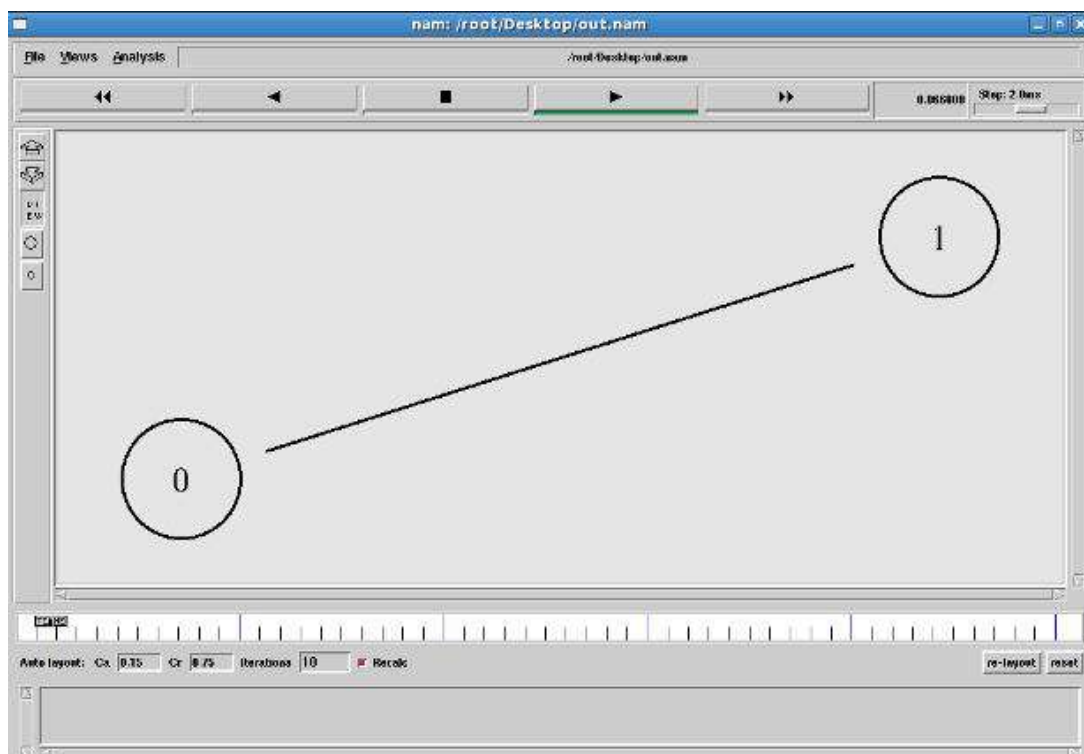 nam: /root/Desktop/out.nam
File Views Analysis /root/Desktop/out.nam
Step: 2.0ms
1
0
TIME
Auto layout: Ca 0.15 Cr 0.75 Iterations 10 Recalc re-layout reset